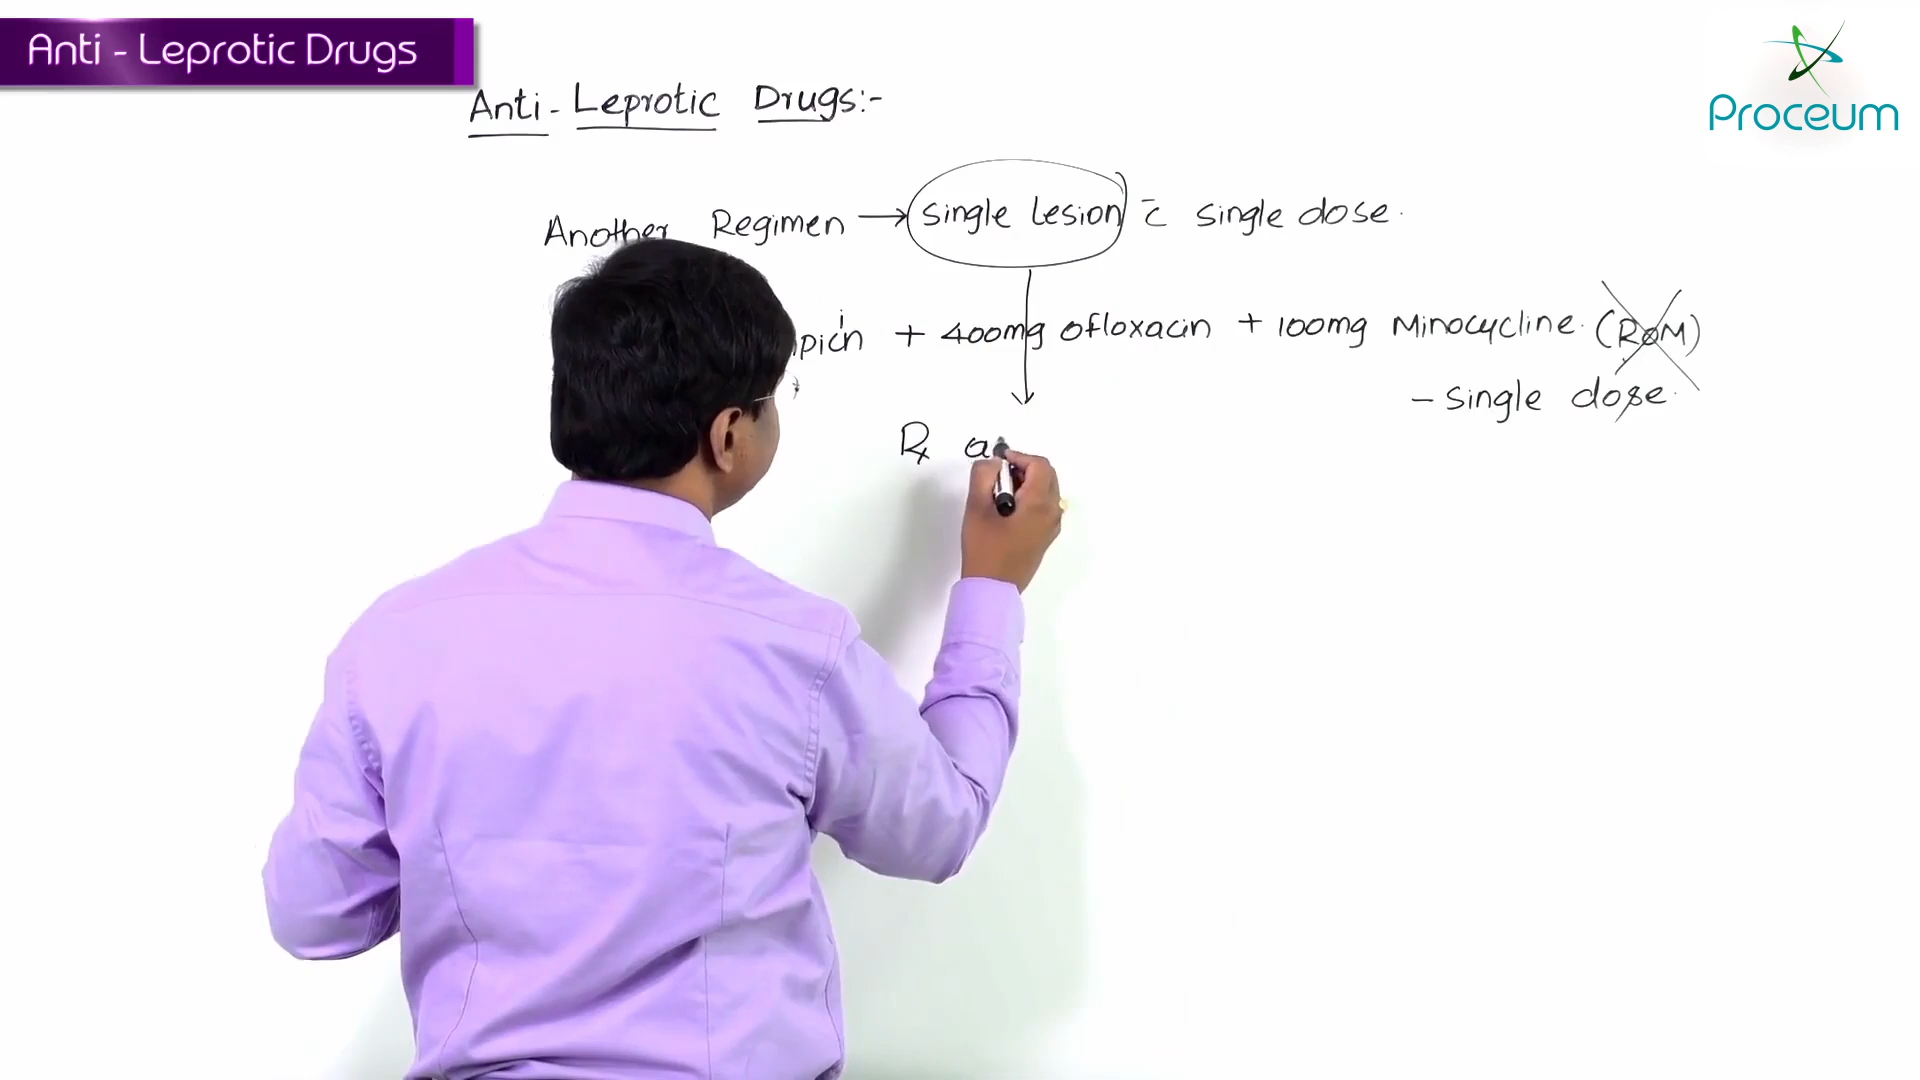 Anti - Leprotic Drugs
Proceum
Anti - Leprotic Drugs:-
Another Regimen → Single Lesion c̄ Single dose.
+ 400mg Ofloxacin + 100mg Minocycline. (ROM)
- Single dose.
Rx